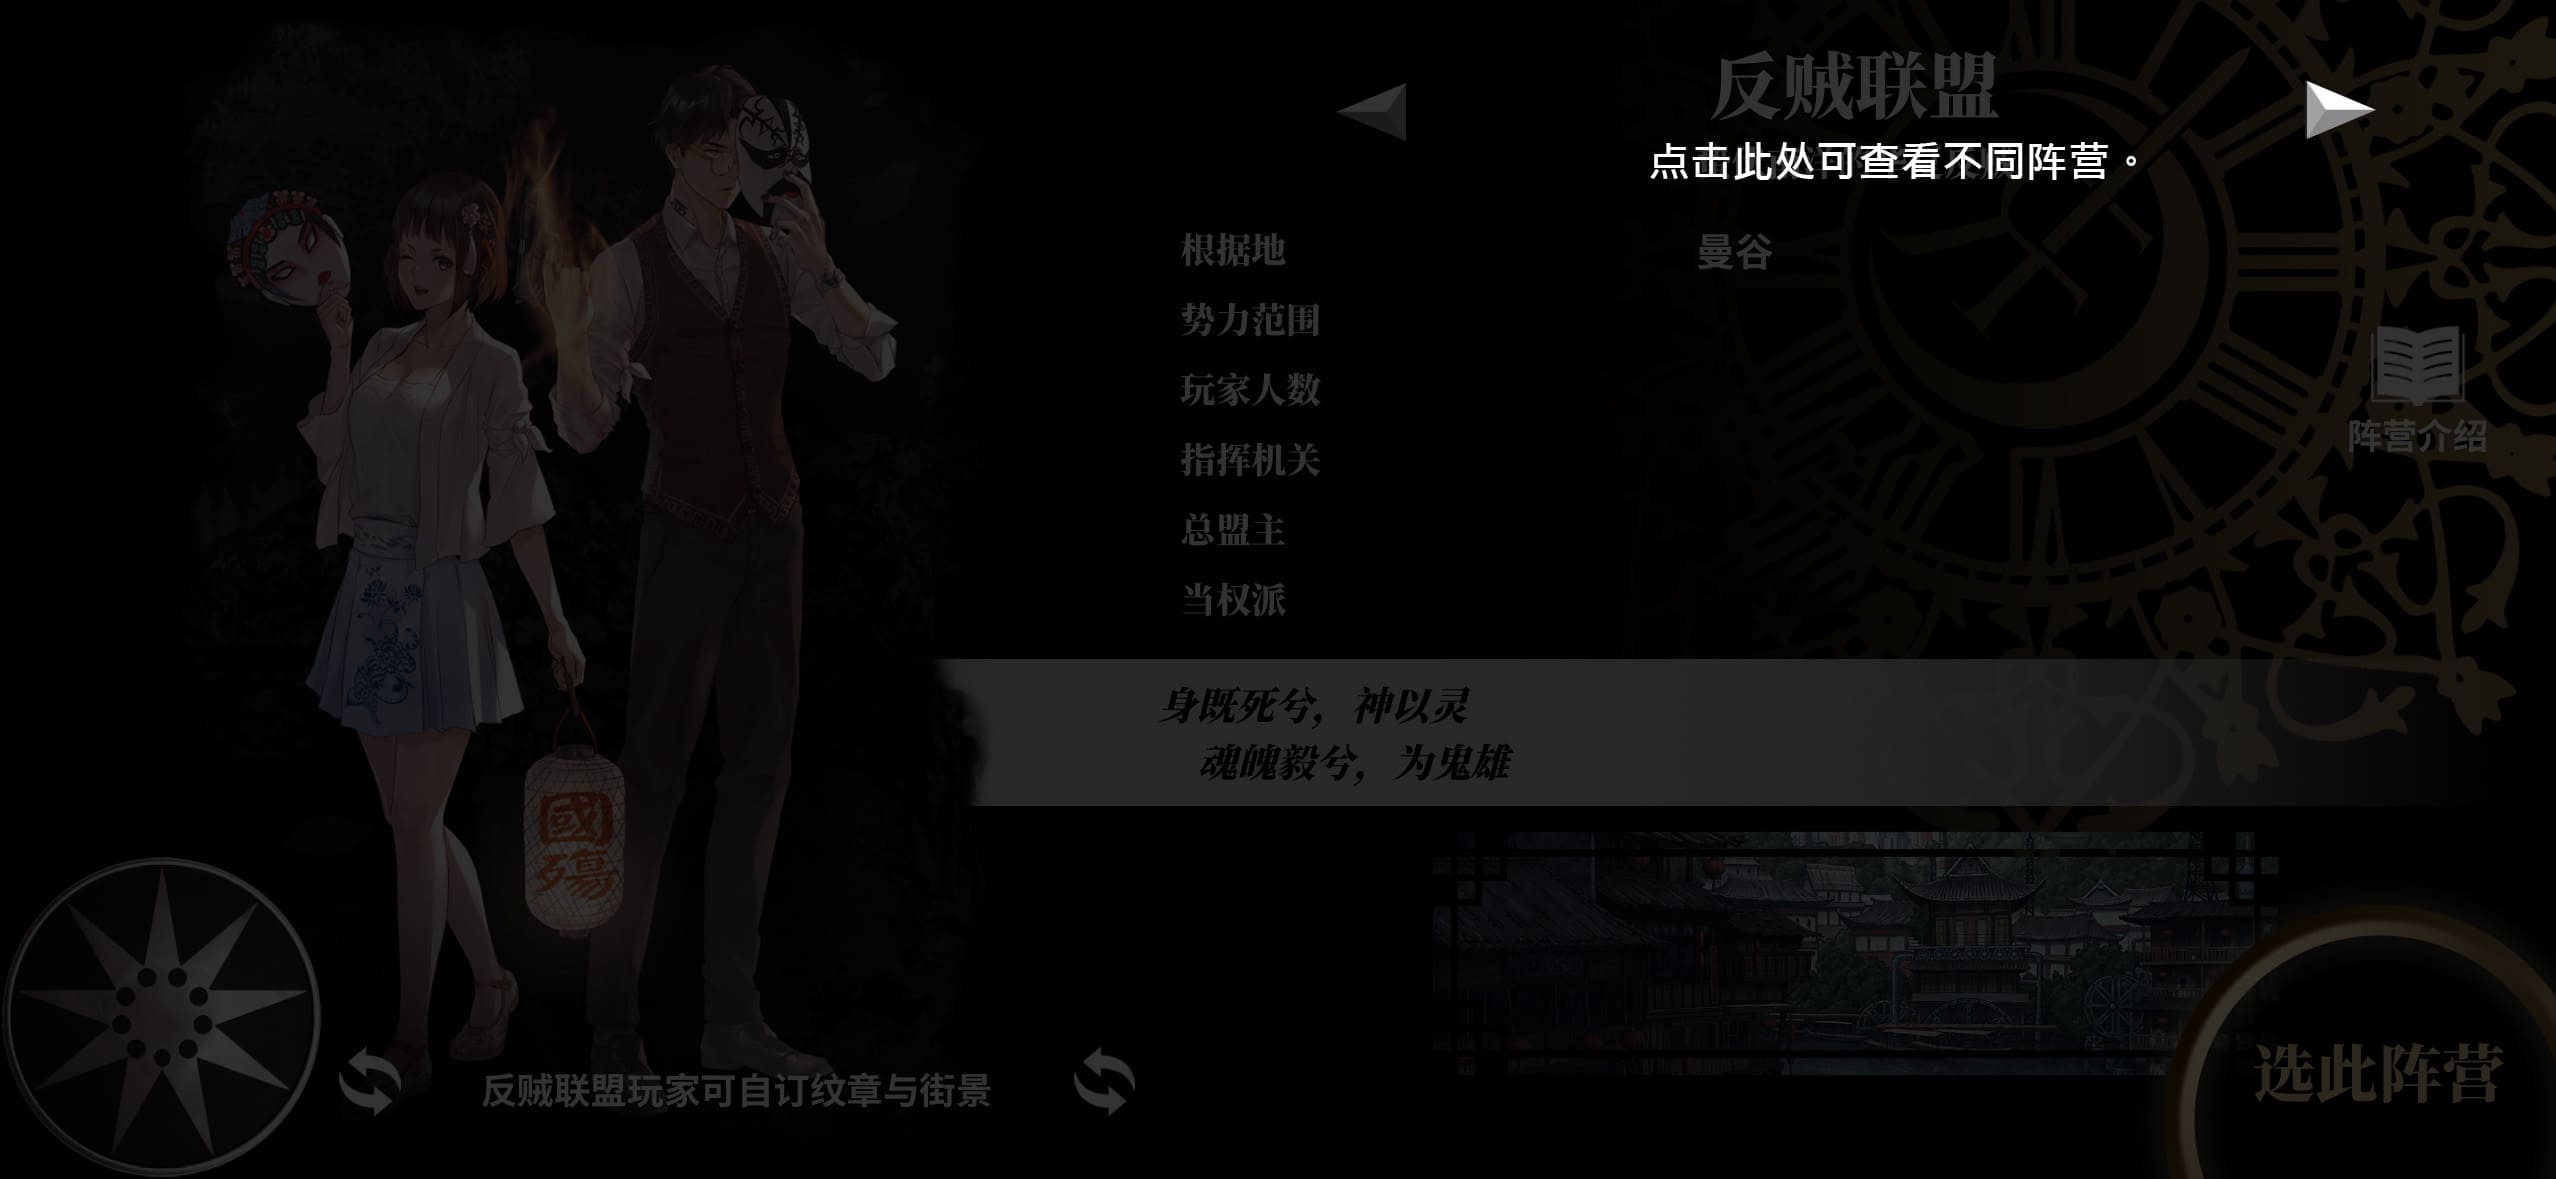 反贼联盟
点击此处可查看不同阵营。
根据地
曼谷
势力范围
玩家人数
指挥机关
总盟主
当权派
阵营介绍
身既死兮，神以灵
魂魄毅兮，为鬼雄
國殤
反贼联盟玩家可自订纹章与街景
选此阵营